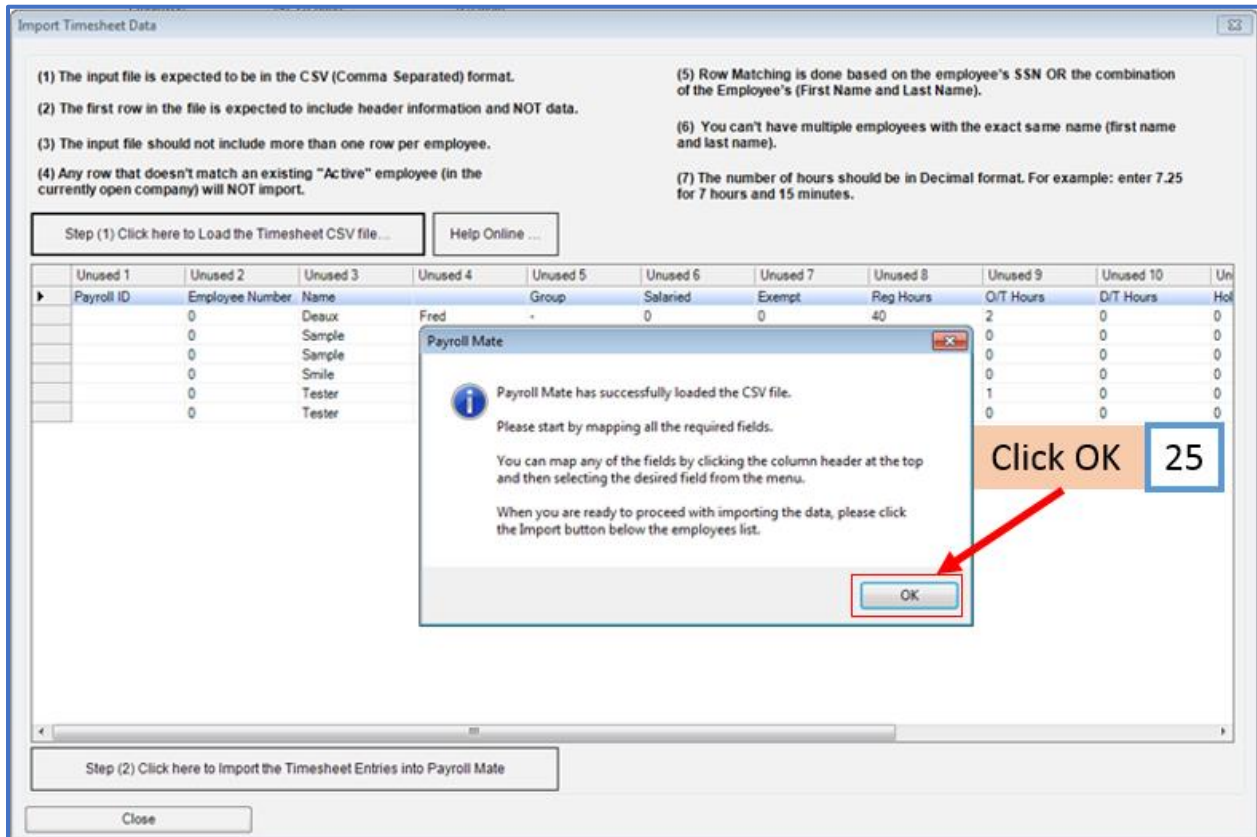 Import Timesheet Data
(1) The input file is expected to be in the CSV (Comma Separated) format.
(2) The first row in the file is expected to include header information and NOT data.
(3) The input file should not include more than one row per employee.
(4) Any row that doesn't match an existing "Active" employee (in the
currently open company) will NOT import.
(5) Row Matching is done based on the employee's SSN OR the combination
of the Employee's (First Name and Last Name).
(6) You can't have multiple employees with the exact same name (first name
and last name).
(7) The number of hours should be in Decimal format. For example: enter 7.25
for 7 hours and 15 minutes.
Step (1) Click here to Load the Timesheet CSV file...
Help Online ...
Unused 1 Unused 2 Unused 3 Unused 4 Unused 5 Unused 6 Unused 7 Unused 8 Unused 9 Unused 10 Un
Payroll ID Employee Number Name Group Salaried Exempt Reg Hours O/T Hours D/T Hours Hol
0 Deaux Fred - 0 0 40 2 0 0
0 Sample 0 0 0
0 Sample 0 0 0
0 Smile 0 0 0
0 Tester 1 0 0
0 Tester 0 0 0
Payroll Mate
Payroll Mate has successfully loaded the CSV file.
Please start by mapping all the required fields.
You can map any of the fields by clicking the column header at the top
and then selecting the desired field from the menu.
When you are ready to proceed with importing the data, please click
the Import button below the employees list.
OK
Click OK 25
Step (2) Click here to Import the Timesheet Entries into Payroll Mate
Close